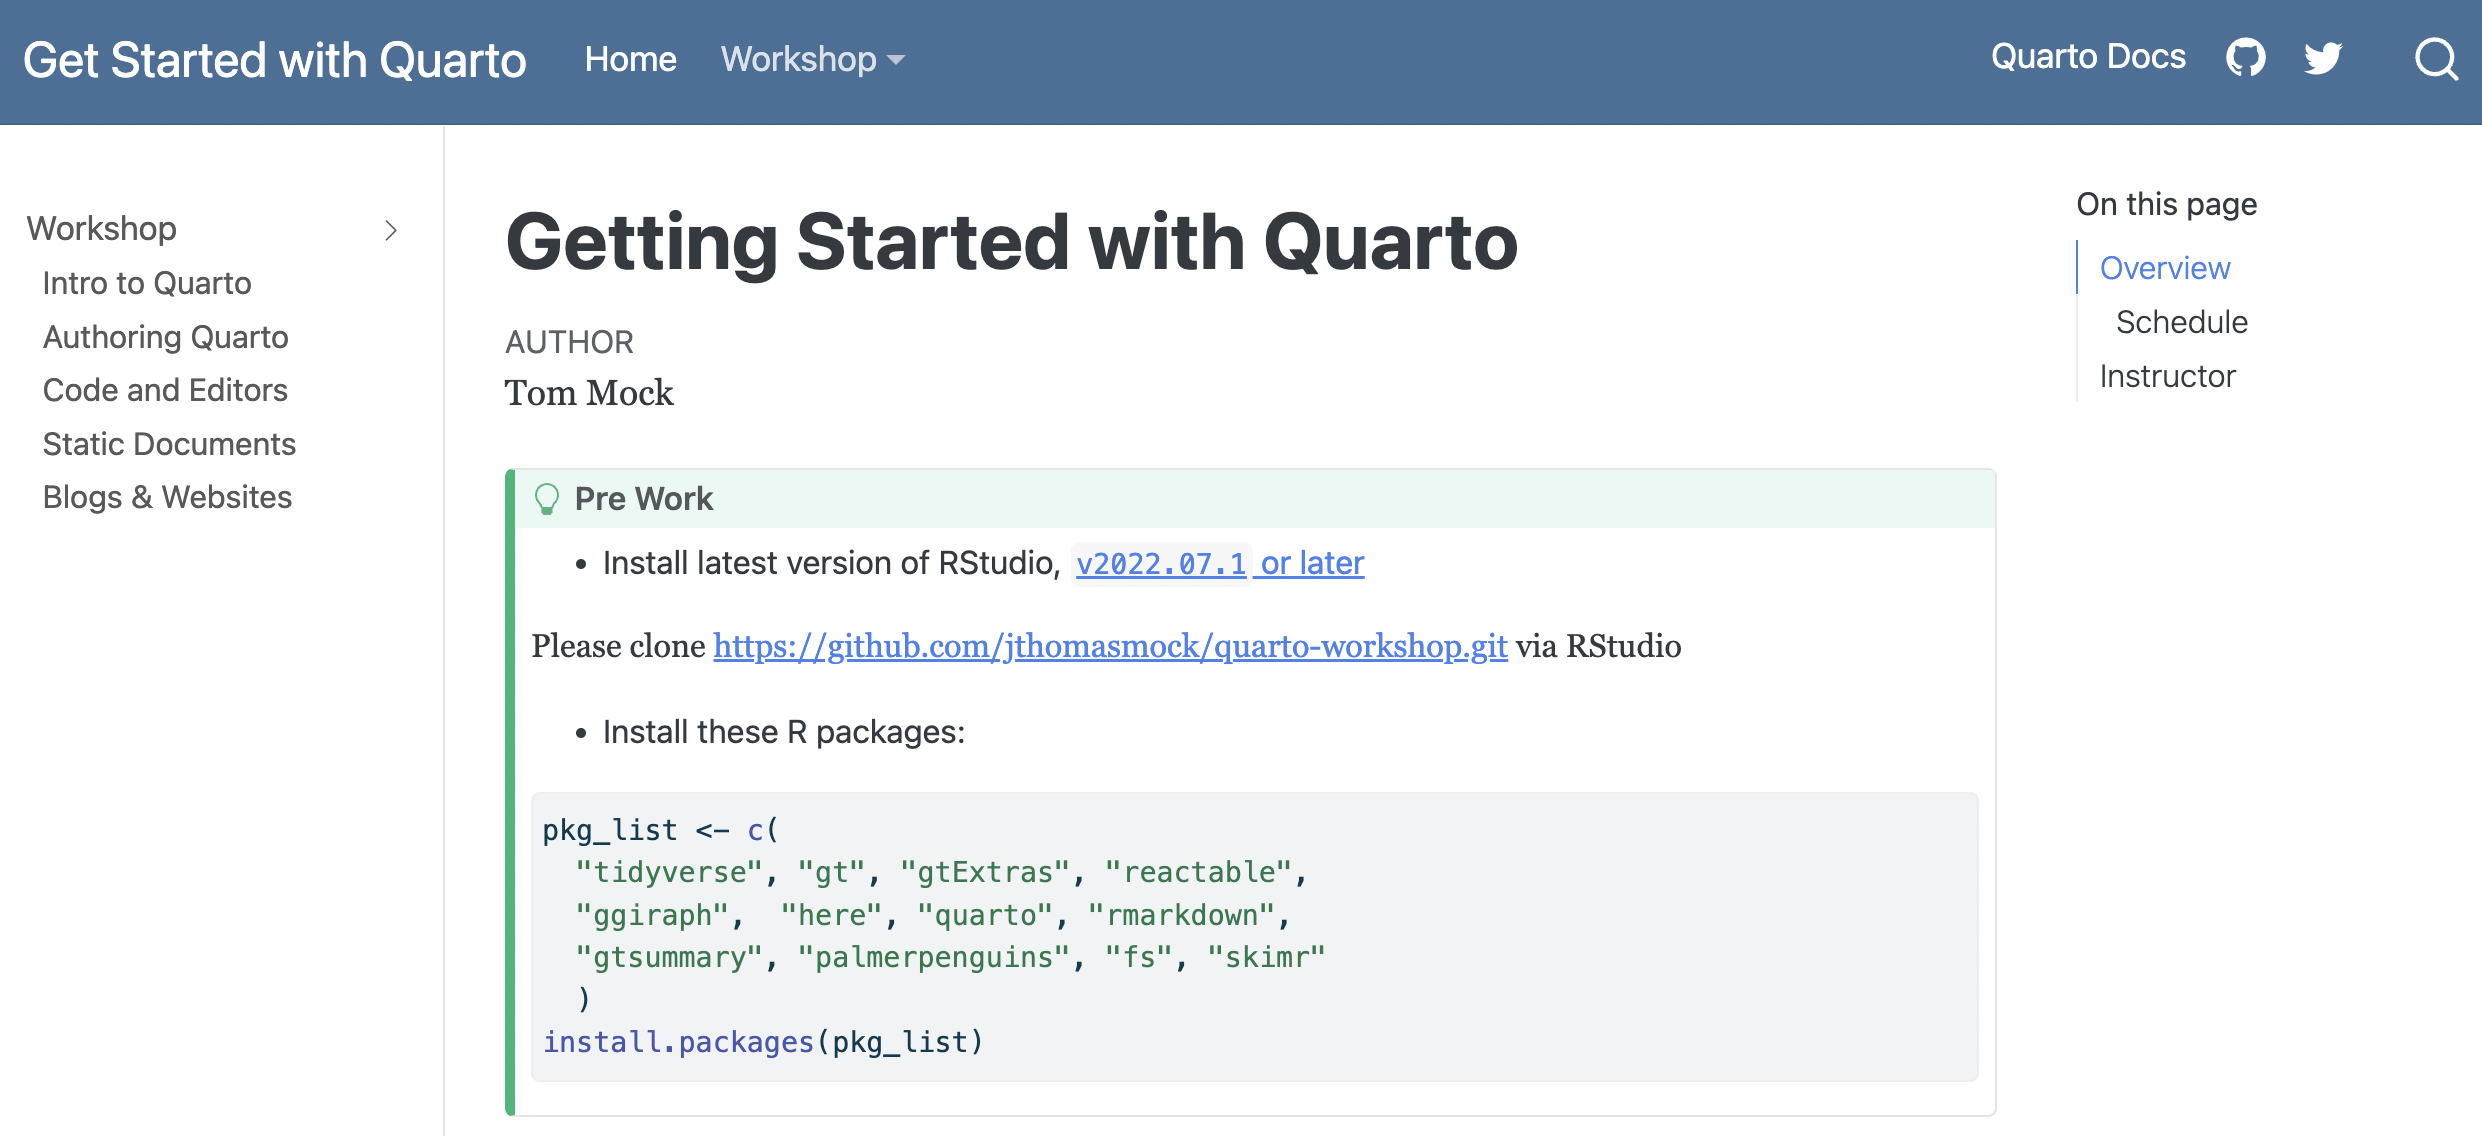 Get Started with Quarto Home Workshop Quarto Docs
Workshop
Intro to Quarto
Authoring Quarto
Code and Editors
Static Documents
Blogs & Websites
Getting Started with Quarto
AUTHOR
Tom Mock
Pre Work
• Install latest version of RStudio, v2022.07.1 or later
Please clone https://github.com/jthomasmock/quarto-workshop.git via RStudio
• Install these R packages:
pkg_list <- c(
  "tidyverse", "gt", "gtExtras", "reactable",
  "ggiraph",  "here", "quarto", "rmarkdown",
  "gtsummary", "palmerpenguins", "fs", "skimr"
  )
install.packages(pkg_list)
On this page
Overview
Schedule
Instructor